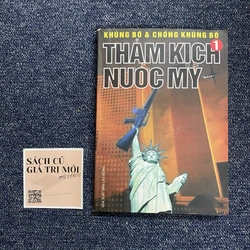 KHỦNG BỐ & CHỐNG KHỦNG BỐ
1
THẢM KỊCH
NƯỚC MỸ
SÁCH CŨ
GIÁ TRỊ MỚI